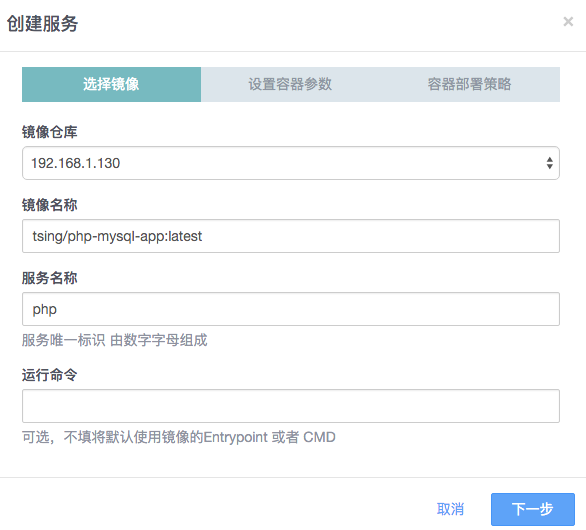 创建服务 ×
选择镜像 设置容器参数 容器部署策略
镜像仓库
192.168.1.130
镜像名称
tsing/php-mysql-app:latest
服务名称
php
服务唯一标识 由数字字母组成
运行命令
可选，不填将默认使用镜像的Entrypoint 或者 CMD
取消 下一步